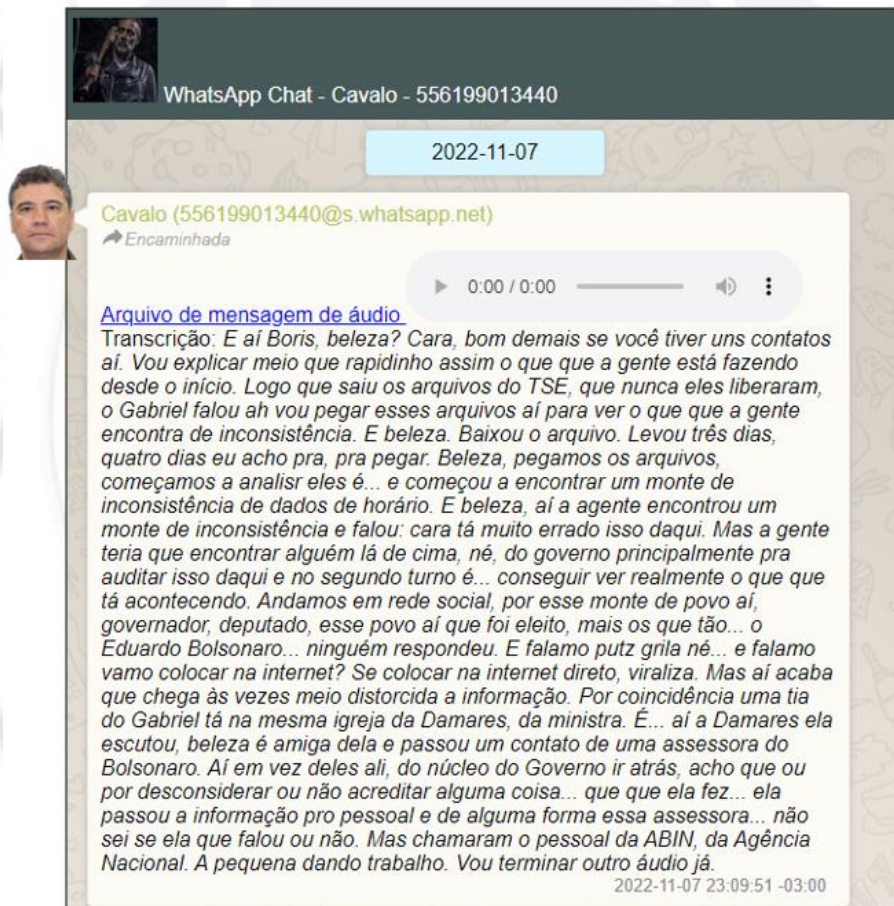 WhatsApp Chat - Cavalo - 556199013440
2022-11-07
Cavalo (556199013440@s.whatsapp.net)
Encaminhada
0:00 / 0:00
Arquivo de mensagem de áudio
Transcrição: E aí Boris, beleza? Cara, bom demais se você tiver uns contatos
aí. Vou explicar meio que rapidinho assim o que que a gente está fazendo
desde o início. Logo que saiu os arquivos do TSE, que nunca eles liberaram,
o Gabriel falou ah vou pegar esses arquivos aí para ver o que que a gente
encontra de inconsistência. E beleza. Baixou o arquivo. Levou três dias,
quatro dias eu acho pra, pra pegar. Beleza, pegamos os arquivos,
começamos a analisr eles é... e começou a encontrar um monte de
inconsistência de dados de horário. E beleza, aí a agente encontrou um
monte de inconsistência e falou: cara tá muito errado isso daqui. Mas a gente
teria que encontrar alguém lá de cima, né, do governo principalmente pra
auditar isso daqui e no segundo turno é... conseguir ver realmente o que que
tá acontecendo. Andamos em rede social, por esse monte de povo aí,
governador, deputado, esse povo aí que foi eleito, mais os que tão... o
Eduardo Bolsonaro... ninguém respondeu. E falamo putz grila né... e falamo
vamo colocar na internet? Se colocar na internet direto, viraliza. Mas aí acaba
que chega às vezes meio distorcida a informação. Por coincidência uma tia
do Gabriel tá na mesma igreja da Damares, da ministra. É... aí a Damares ela
escutou, beleza é amiga dela e passou um contato de uma assessora do
Bolsonaro. Aí em vez deles ali, do núcleo do Governo ir atrás, acho que ou
por desconsiderar ou não acreditar alguma coisa... que que ela fez... ela
passou a informação pro pessoal e de alguma forma essa assessora... não
sei se ela que falou ou não. Mas chamaram o pessoal da ABIN, da Agência
Nacional. A pequena dando trabalho. Vou terminar outro áudio já.
2022-11-07 23:09:51 -03:00